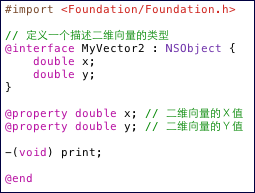 #import <Foundation/Foundation.h>
// 定义一个描述二维向量的类型
@interface MyVector2 : NSObject {
double x;
double y;
}
@property double x; // 二维向量的X值
@property double y; // 二维向量的Y值
-(void) print;
@end